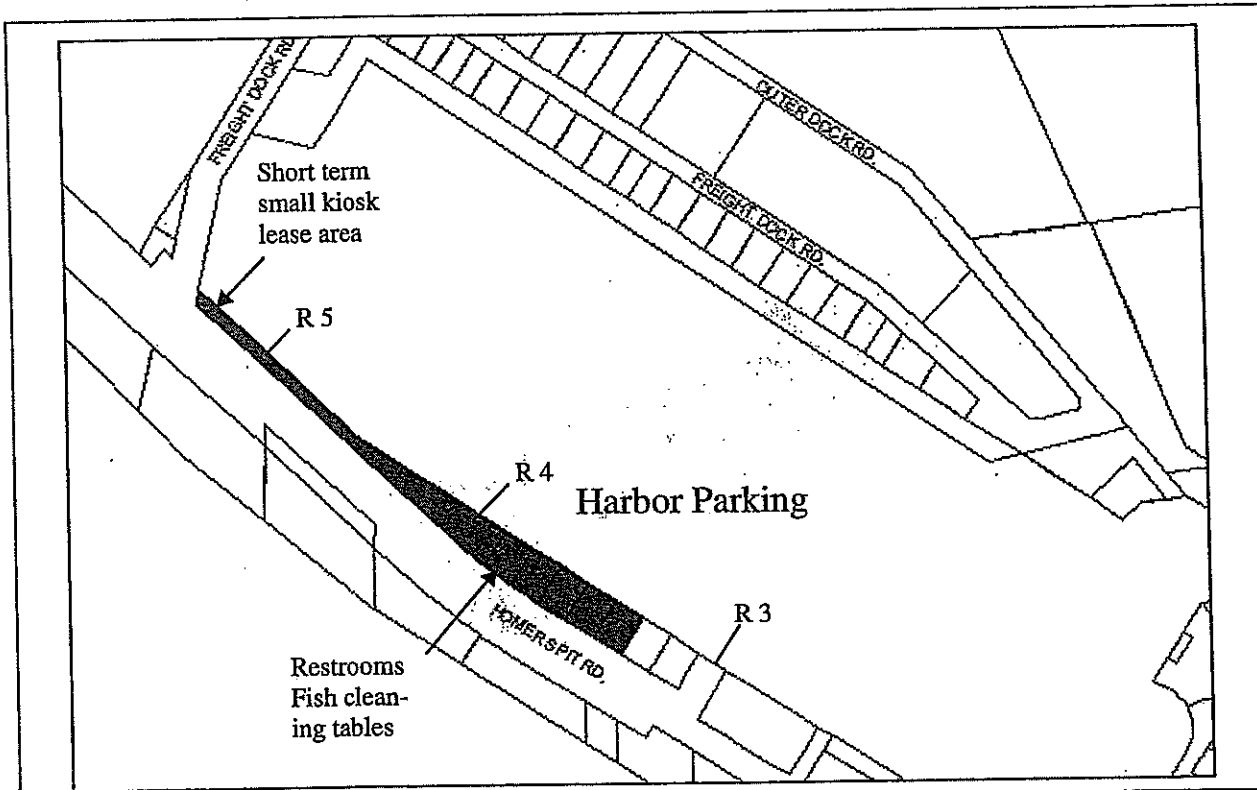 FREIGHT DOCK RD.
OUTER DOCK RD.
Short term
small kiosk
lease area
FREIGHT DOCK RD.
R 5
R 4
Harbor Parking
R 3
HOMER SPIT RD.
Restrooms
Fish clean-
ing tables